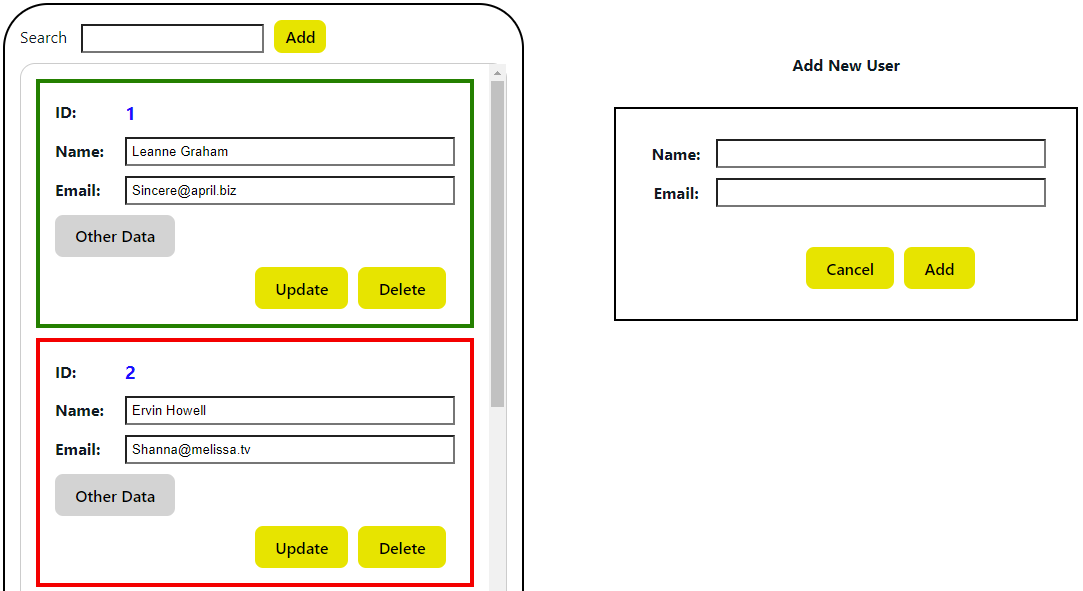 Search Add
ID: 1
Name: Leanne Graham
Email: Sincere@april.biz
Other Data
Update Delete
ID: 2
Name: Ervin Howell
Email: Shanna@melissa.tv
Other Data
Update Delete
Add New User
Name:
Email:
Cancel Add